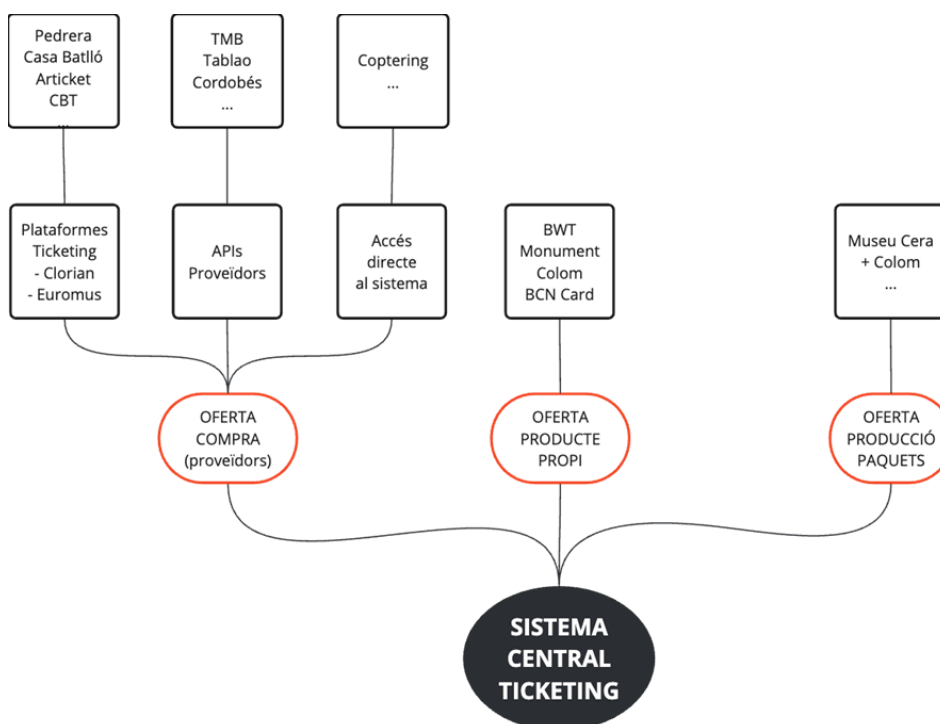 Pedrera
Casa Batlló
Articket
CBT
...
TMB
Tablao
Cordobés
...
Coptering
...
Plataformes
Ticketing
- Clorian
- Euromus
APIs
Proveïdors
Accés
directe
al sistema
BWT
Monument
Colom
BCN Card
Museu Cera
+ Colom
...
OFERTA
COMPRA
(proveïdors)
OFERTA
PRODUCTE
PROPI
OFERTA
PRODUCCIÓ
PAQUETS
SISTEMA
CENTRAL
TICKETING